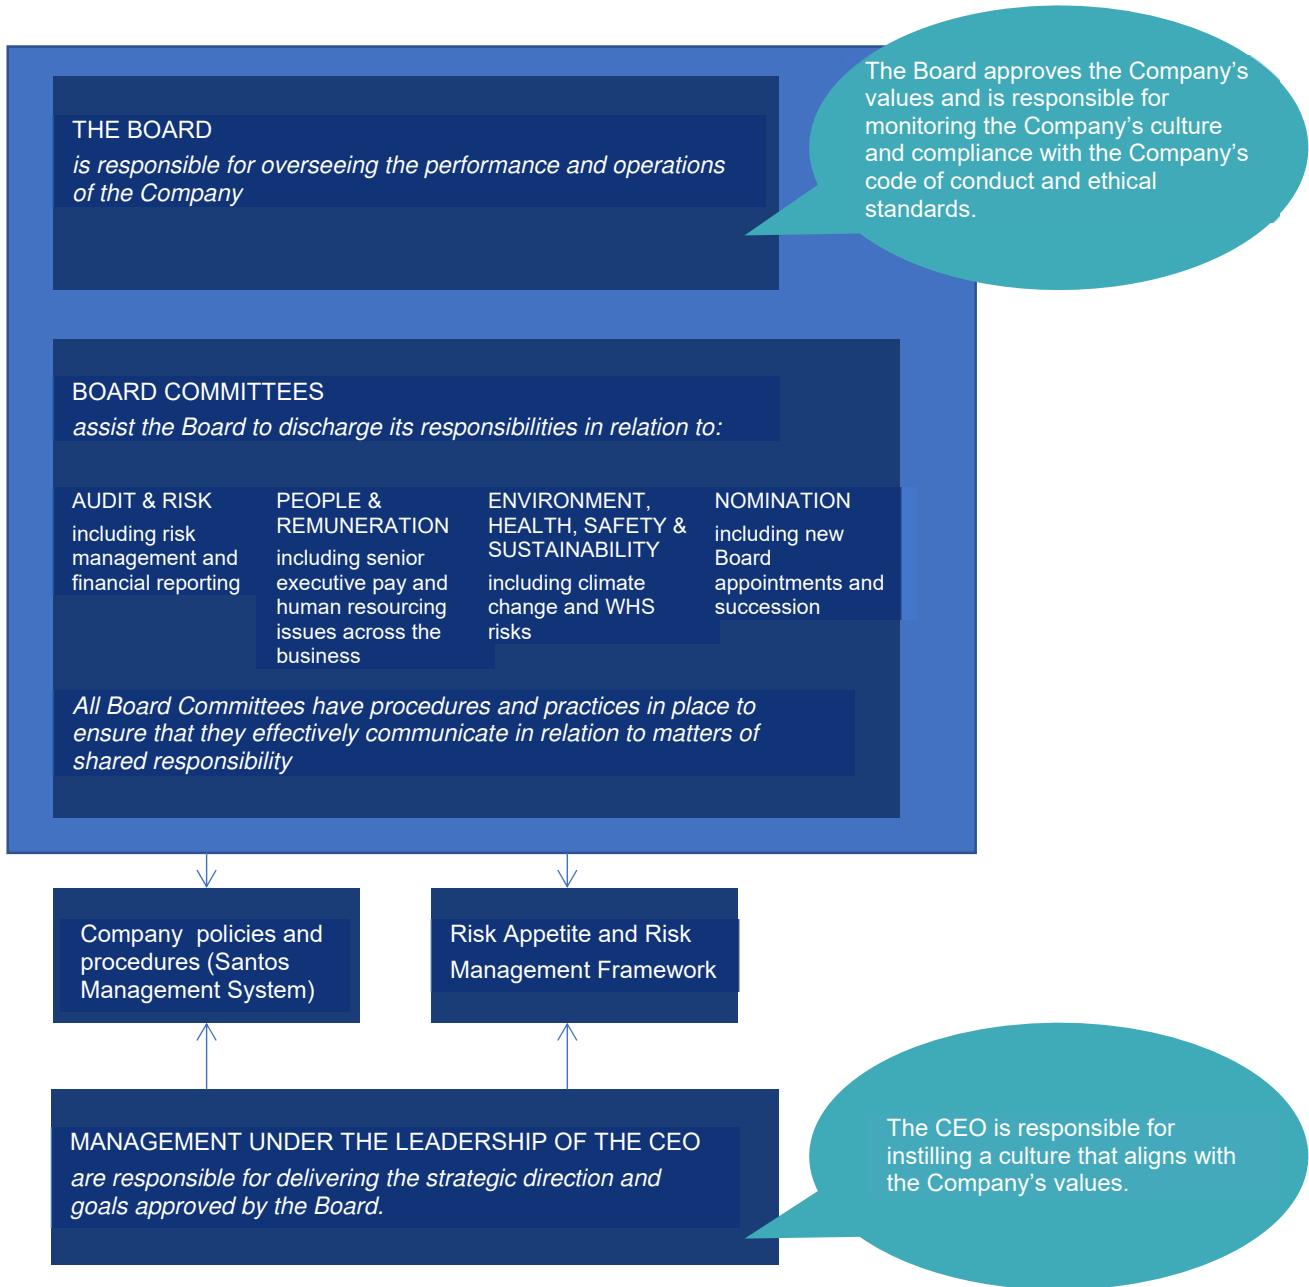 The Board approves the Company's
values and is responsible for
monitoring the Company's culture
and compliance with the Company's
code of conduct and ethical
standards.
THE BOARD
is responsible for overseeing the performance and operations
of the Company
BOARD COMMITTEES
assist the Board to discharge its responsibilities in relation to:
AUDIT & RISK
including risk
management and
financial reporting
PEOPLE &
REMUNERATION
including senior
executive pay and
human resourcing
issues across the
business
ENVIRONMENT,
HEALTH, SAFETY &
SUSTAINABILITY
including climate
change and WHS
risks
NOMINATION
including new
Board
appointments and
succession
All Board Committees have procedures and practices in place to
ensure that they effectively communicate in relation to matters of
shared responsibility
Company policies and
procedures (Santos
Management System)
Risk Appetite and Risk
Management Framework
MANAGEMENT UNDER THE LEADERSHIP OF THE CEO
are responsible for delivering the strategic direction and
goals approved by the Board.
The CEO is responsible for
instilling a culture that aligns with
the Company's values.